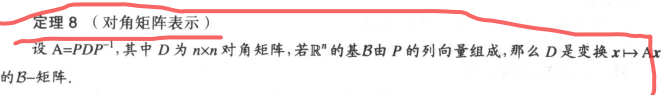 定理 8 （对角矩阵表示）
设 A=PDP⁻¹,其中 D 为 n×n 对角矩阵,若ℝⁿ的基𝓑由 P 的列向量组成,那么 D 是变换 x↦Ax
的𝓑–矩阵.